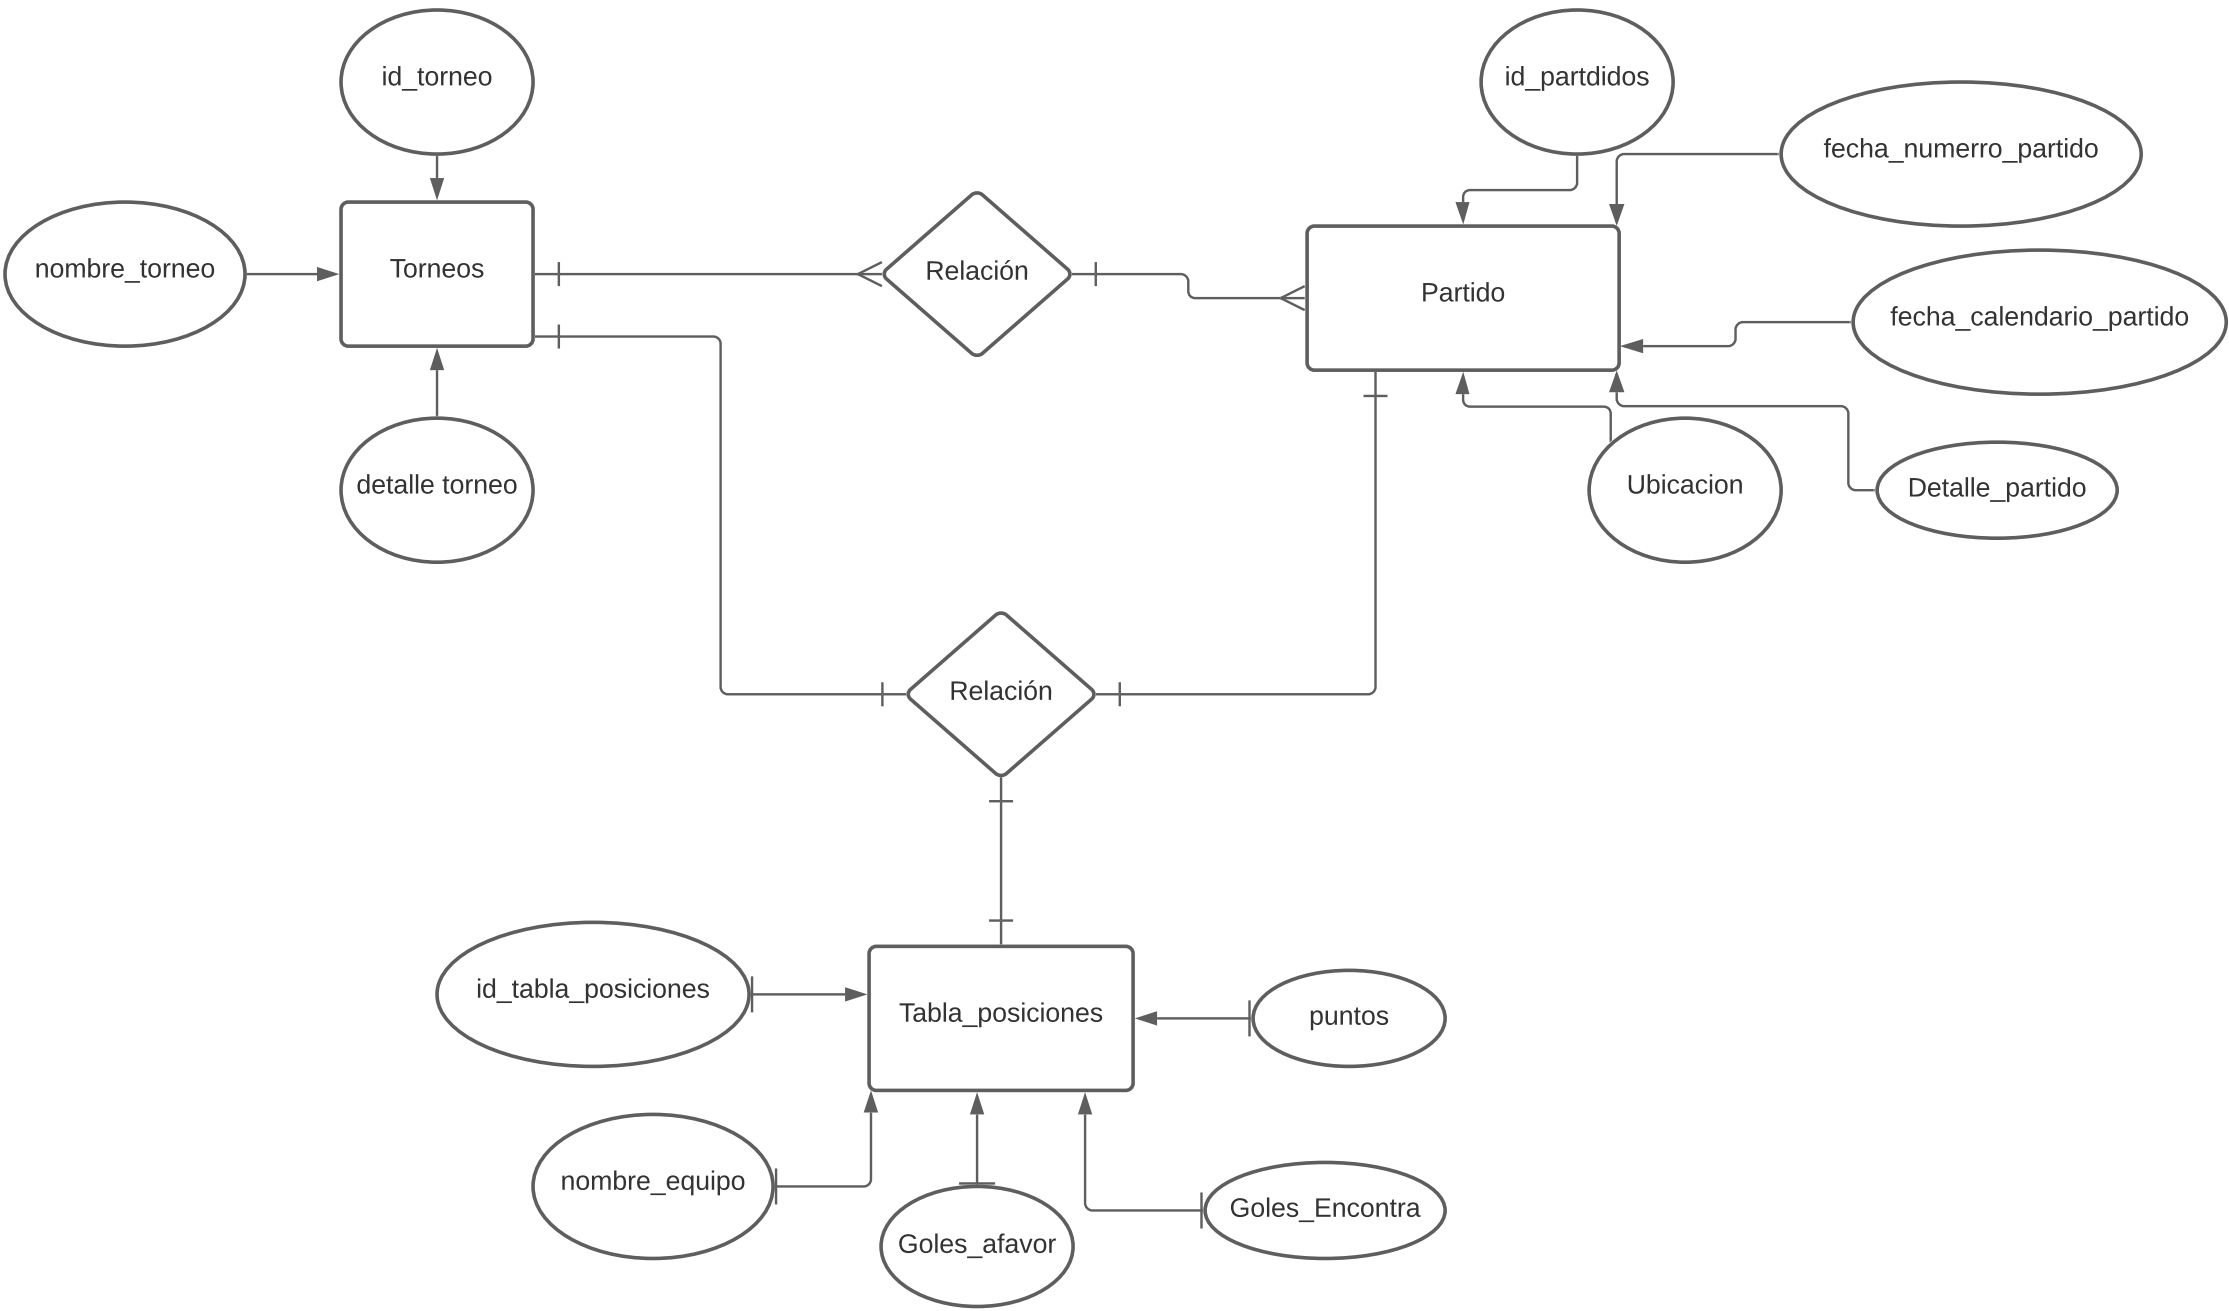 id_torneo
id_partdidos
fecha_numerro_partido
nombre_torneo
Torneos
Relación
Partido
fecha_calendario_partido
detalle torneo
Ubicacion
Detalle_partido
Relación
id_tabla_posiciones
Tabla_posiciones
puntos
nombre_equipo
Goles_afavor
Goles_Encontra